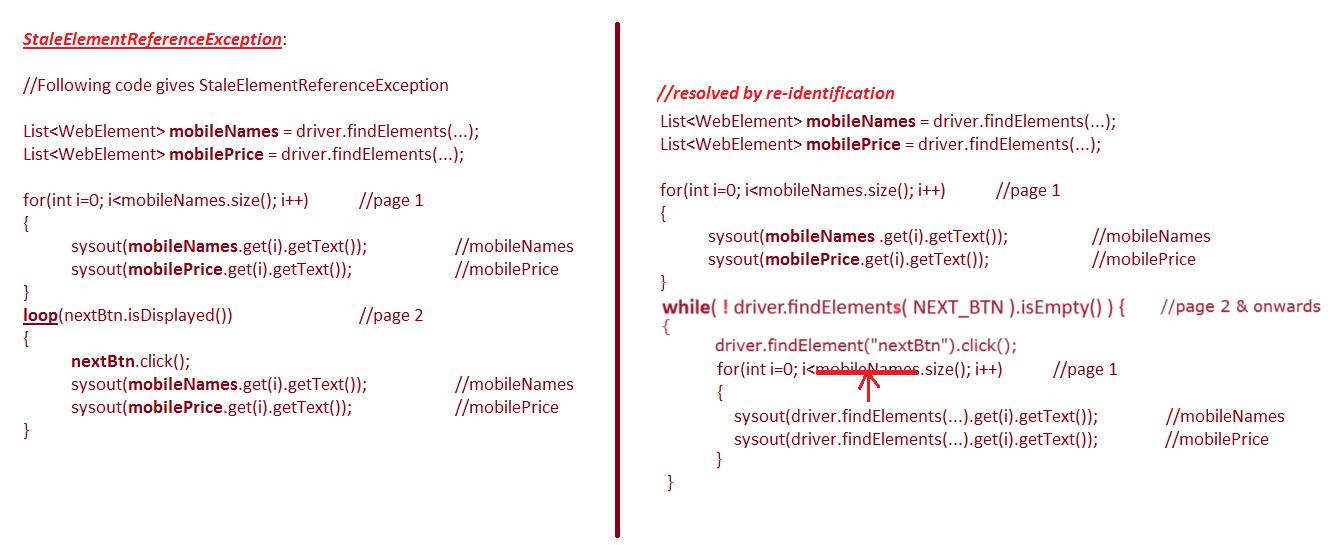 StaleElementReferenceException:
//Following code gives StaleElementReferenceException
List<WebElement> mobileNames = driver.findElements(...);
List<WebElement> mobilePrice = driver.findElements(...);
for(int i=0; i<mobileNames.size(); i++) //page 1
{
sysout(mobileNames.get(i).getText()); //mobileNames
sysout(mobilePrice.get(i).getText()); //mobilePrice
}
loop(nextBtn.isDisplayed()) //page 2
{
nextBtn.click();
sysout(mobileNames.get(i).getText()); //mobileNames
sysout(mobilePrice.get(i).getText()); //mobilePrice
}
//resolved by re-identification
List<WebElement> mobileNames = driver.findElements(...);
List<WebElement> mobilePrice = driver.findElements(...);
for(int i=0; i<mobileNames.size(); i++) //page 1
{
sysout(mobileNames .get(i).getText()); //mobileNames
sysout(mobilePrice.get(i).getText()); //mobilePrice
}
while( ! driver.findElements( NEXT_BTN ).isEmpty() ) { //page 2 & onwards
{
driver.findElement("nextBtn").click();
for(int i=0; i<mobileNames.size(); i++) //page 1
{
sysout(driver.findElements(...).get(i).getText()); //mobileNames
sysout(driver.findElements(...).get(i).getText()); //mobilePrice
}
}